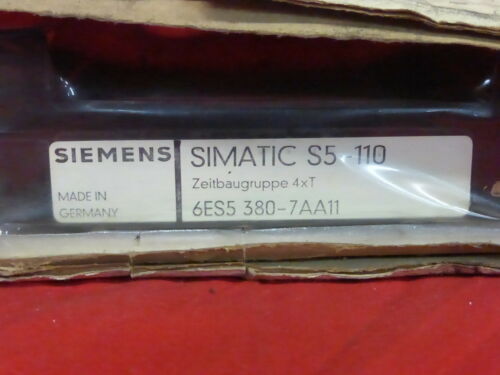 SIEMENS
MADE IN
GERMANY
SIMATIC S5-110
Zeitbaugruppe 4xT
6ES5 380-7AA11